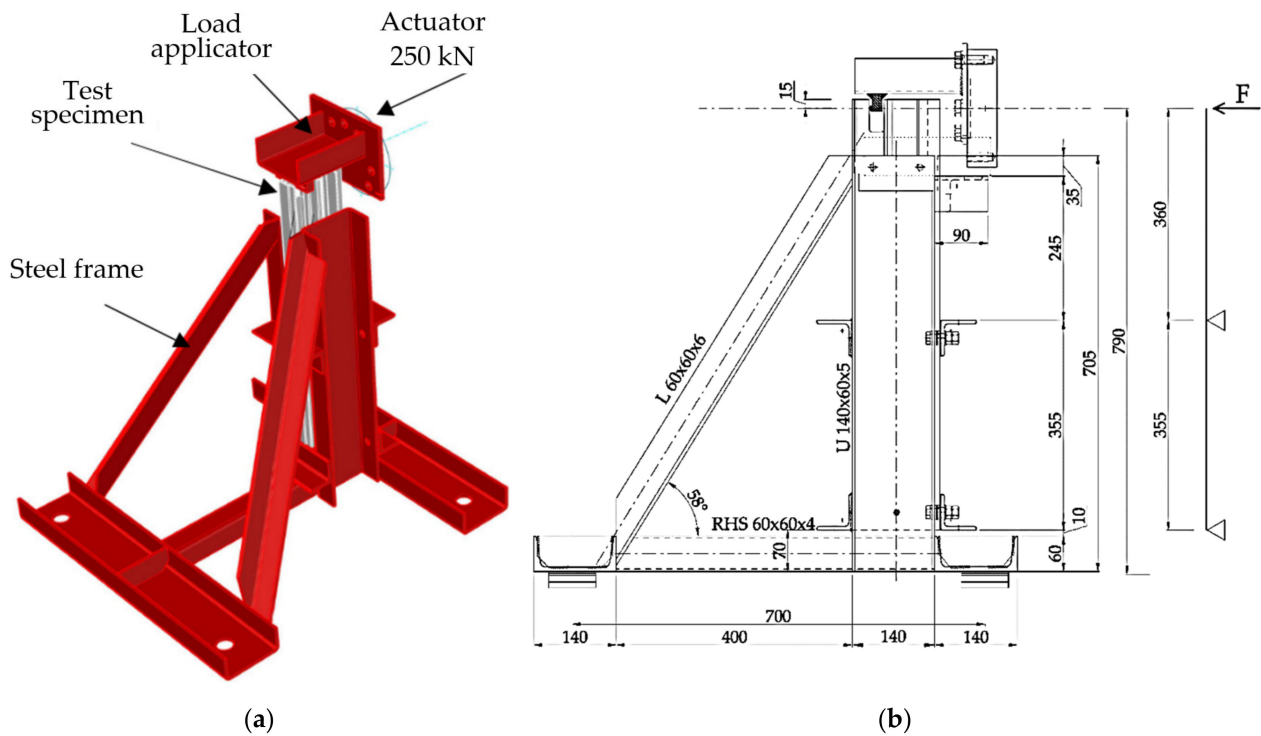 Load
applicator
Actuator
250 kN
Test
specimen
Steel frame
(a)
15
F
35
360
90
245
L 60x60x6
U 140x60x5
705
790
355
355
58°
RHS 60x60x4
70
10
60
700
140
400
140
140
(b)